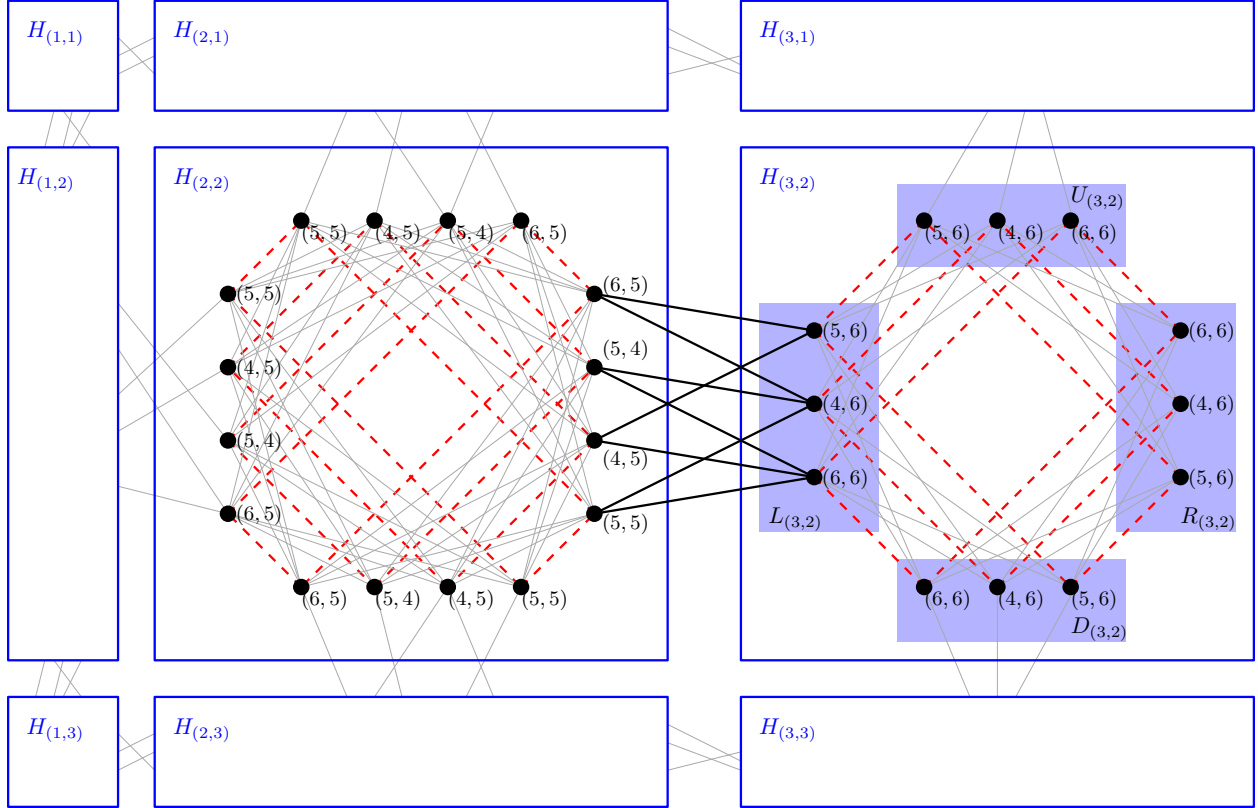 H(1,1)
H(2,1)
H(3,1)
H(1,2)
H(2,2)
H(3,2)
U(3,2)
(5, 5)
(4, 5)
(5, 4)
(6, 5)
(5, 6)
(4, 6)
(6, 6)
(5, 5)
(6, 5)
(5, 6)
(6, 6)
(4, 5)
(5, 4)
(4, 6)
(4, 6)
(5, 4)
(4, 5)
(6, 6)
(5, 6)
(6, 5)
(5, 5)
L(3,2)
R(3,2)
(6, 5)
(5, 4)
(4, 5)
(5, 5)
(6, 6)
(4, 6)
(5, 6)
D(3,2)
H(1,3)
H(2,3)
H(3,3)